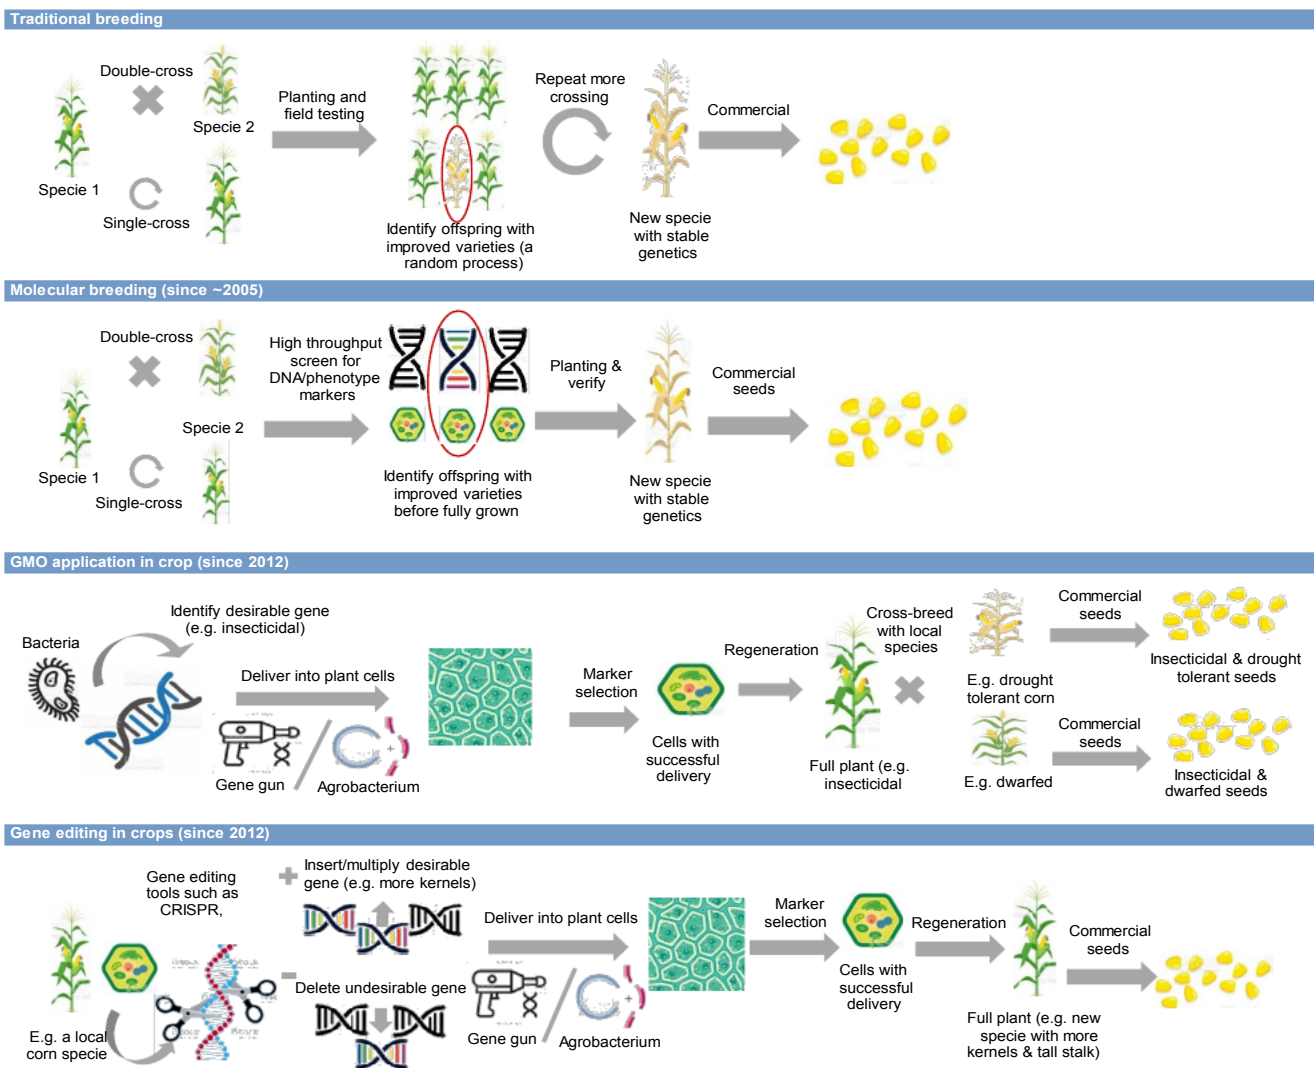 Traditional breeding
Double-cross
Specie 2
Specie 1
Single-cross
Planting and
field testing
Identify offspring with
improved varieties (a
random process)
Repeat more
crossing
New specie
with stable
genetics
Commercial
Molecular breeding (since ~2005)
Double-cross
Specie 2
Specie 1
Single-cross
High throughput
screen for
DNA/phenotype
markers
Identify offspring with
improved varieties
before fully grown
Planting &
verify
New specie
with stable
genetics
Commercial
seeds
GMO application in crop (since 2012)
Bacteria
Identify desirable gene
(e.g. insecticidal)
Deliver into plant cells
Gene gun
Agrobacterium
Marker
selection
Cells with
successful
delivery
Regeneration
Full plant (e.g.
insecticidal
Cross-breed
with local
species
E.g. drought
tolerant corn
Commercial
seeds
Insecticidal & drought
tolerant seeds
E.g. dwarfed
Commercial
seeds
Insecticidal &
dwarfed seeds
Gene editing in crops (since 2012)
E.g. a local
corn specie
Gene editing
tools such as
CRISPR,
Insert/multiply desirable
gene (e.g. more kernels)
Delete undesirable gene
Deliver into plant cells
Gene gun
Agrobacterium
Marker
selection
Cells with
successful
delivery
Regeneration
Full plant (e.g. new
specie with more
kernels & tall stalk)
Commercial
seeds